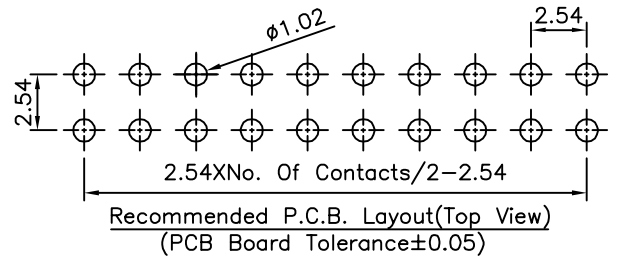 ø1.02
2.54
2.54
2.54XNo. Of Contacts/2-2.54
Recommended P.C.B. Layout(Top View)
(PCB Board Tolerance±0.05)